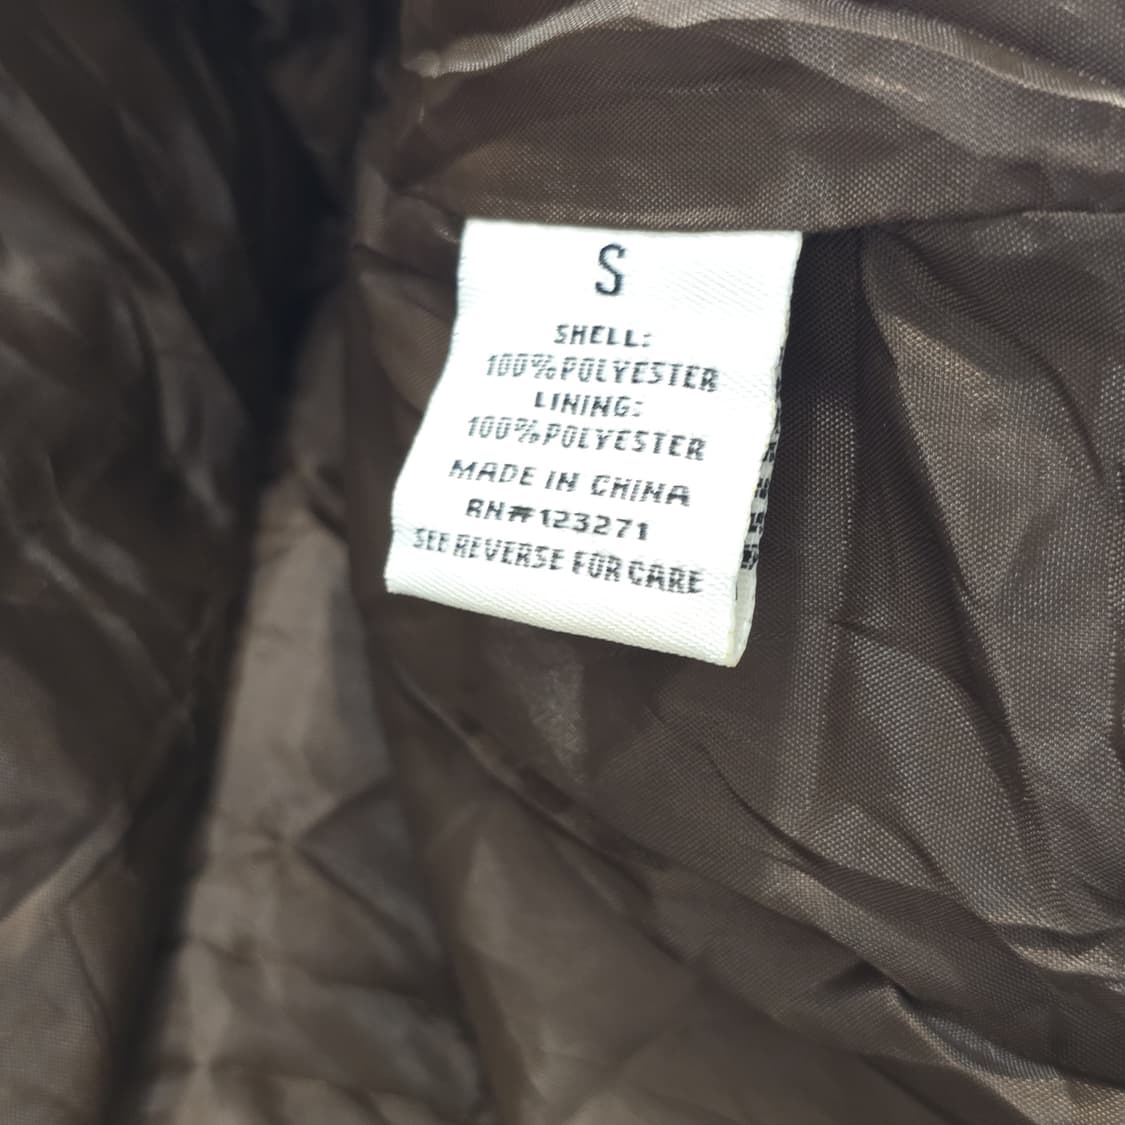 S
SHELL:
100%POLYESTER
LINING:
100%POLYESTER
MADE IN CHINA
RN#123271
SEE REVERSE FOR CARE